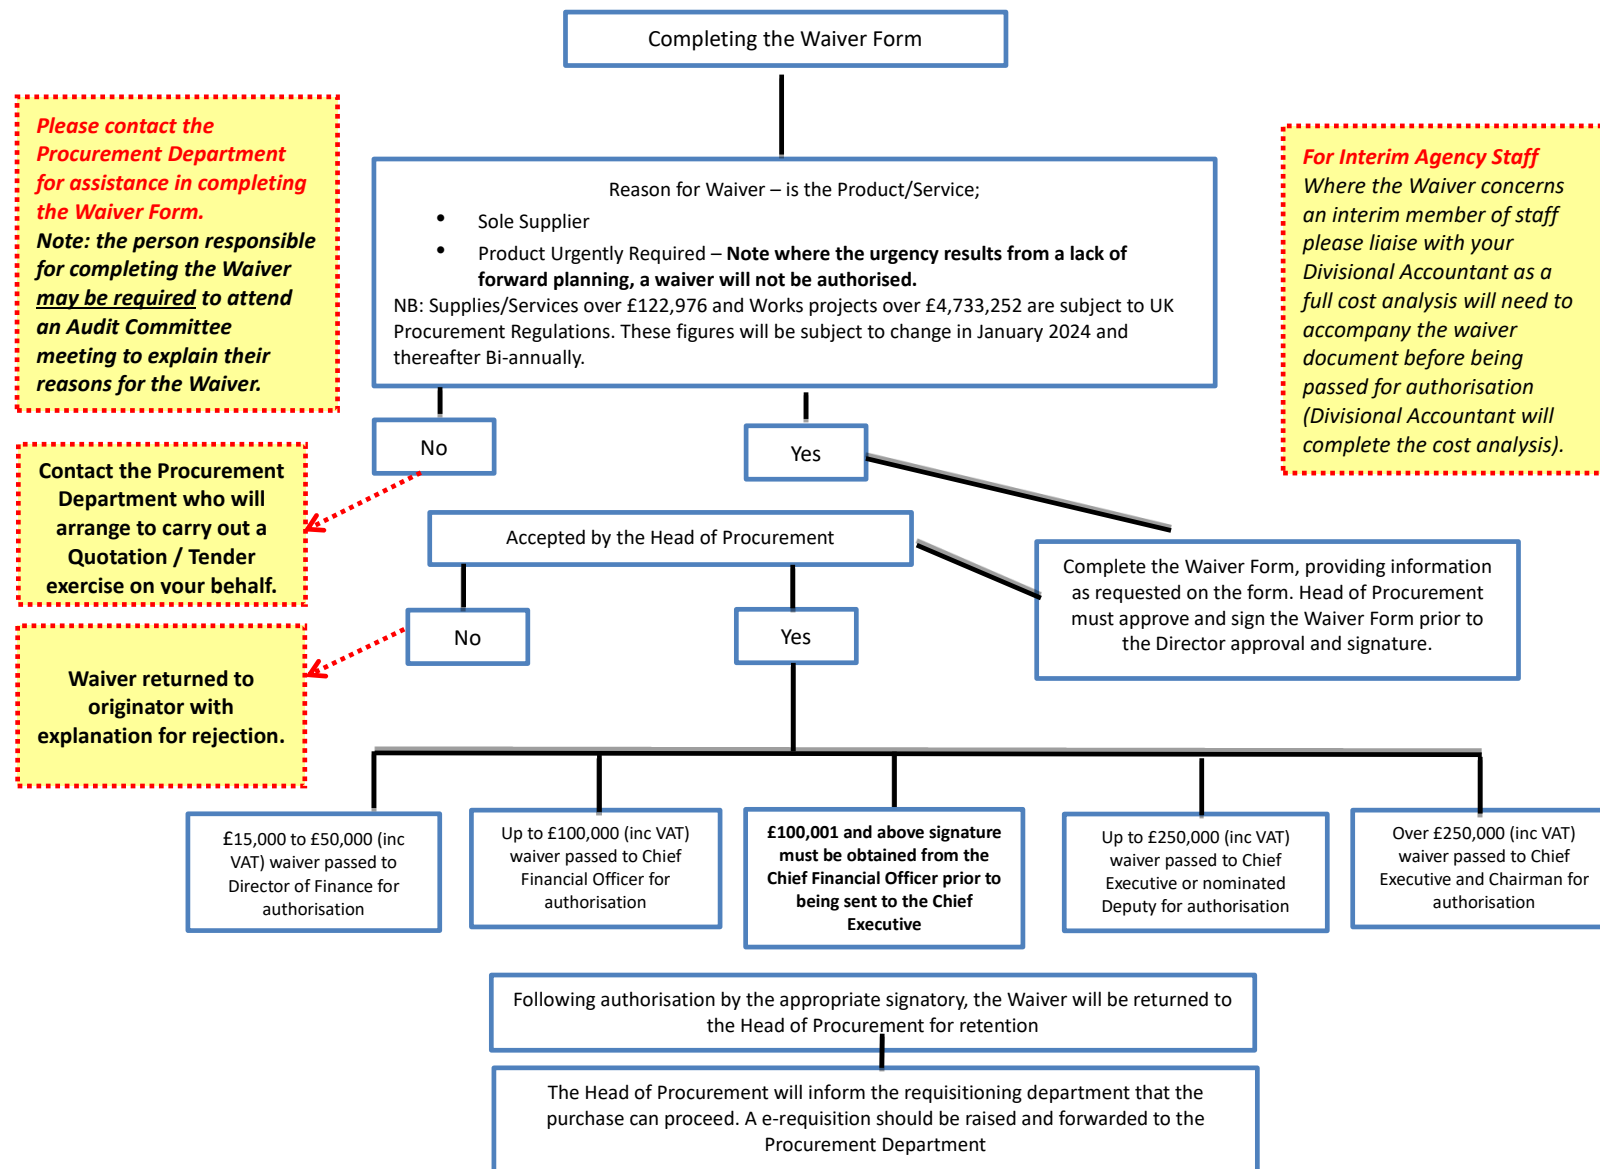 Completing the Waiver Form
Please contact the
Procurement Department
for assistance in completing
the Waiver Form.
Note: the person responsible
for completing the Waiver
may be required to attend
an Audit Committee
meeting to explain their
reasons for the Waiver.
Reason for Waiver – is the Product/Service;
• Sole Supplier
• Product Urgently Required – Note where the urgency results from a lack of
forward planning, a waiver will not be authorised.
NB: Supplies/Services over £122,976 and Works projects over £4,733,252 are subject to UK
Procurement Regulations. These figures will be subject to change in January 2024 and
thereafter Bi-annually.
For Interim Agency Staff
Where the Waiver concerns
an interim member of staff
please liaise with your
Divisional Accountant as a
full cost analysis will need to
accompany the waiver
document before being
passed for authorisation
(Divisional Accountant will
complete the cost analysis).
No
Yes
Contact the Procurement
Department who will
arrange to carry out a
Quotation / Tender
exercise on your behalf.
Accepted by the Head of Procurement
Complete the Waiver Form, providing information
as requested on the form. Head of Procurement
must approve and sign the Waiver Form prior to
the Director approval and signature.
No
Yes
Waiver returned to
originator with
explanation for rejection.
£15,000 to £50,000 (inc
VAT) waiver passed to
Director of Finance for
authorisation
Up to £100,000 (inc VAT)
waiver passed to Chief
Financial Officer for
authorisation
£100,001 and above signature
must be obtained from the
Chief Financial Officer prior to
being sent to the Chief
Executive
Up to £250,000 (inc VAT)
waiver passed to Chief
Executive or nominated
Deputy for authorisation
Over £250,000 (inc VAT)
waiver passed to Chief
Executive and Chairman for
authorisation
Following authorisation by the appropriate signatory, the Waiver will be returned to
the Head of Procurement for retention
The Head of Procurement will inform the requisitioning department that the
purchase can proceed. A e-requisition should be raised and forwarded to the
Procurement Department